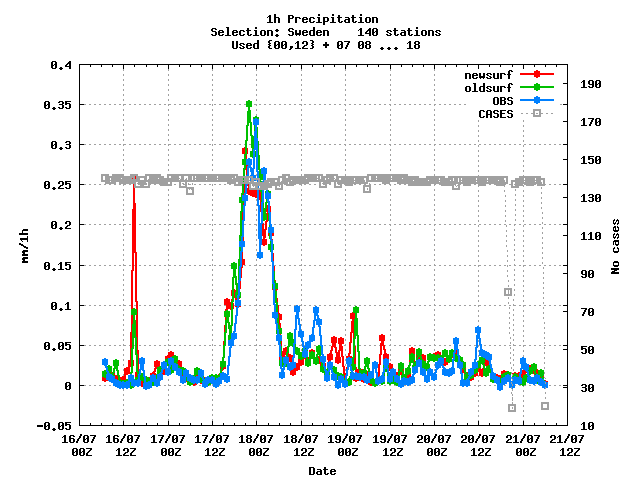 1h Precipitation
Selection: Sweden 140 stations
Used {00,12} + 07 08 ... 18
newsurf
oldsurf
OBS
CASES
0.4
0.35
0.3
0.25
0.2
0.15
0.1
0.05
0
-0.05
mm/1h
190
170
150
130
110
90
70
50
30
10
No cases
16/07 16/07 17/07 17/07 18/07 18/07 19/07 19/07 20/07 20/07 21/07 21/07
00Z 12Z 00Z 12Z 00Z 12Z 00Z 12Z 00Z 12Z 00Z 12Z
Date